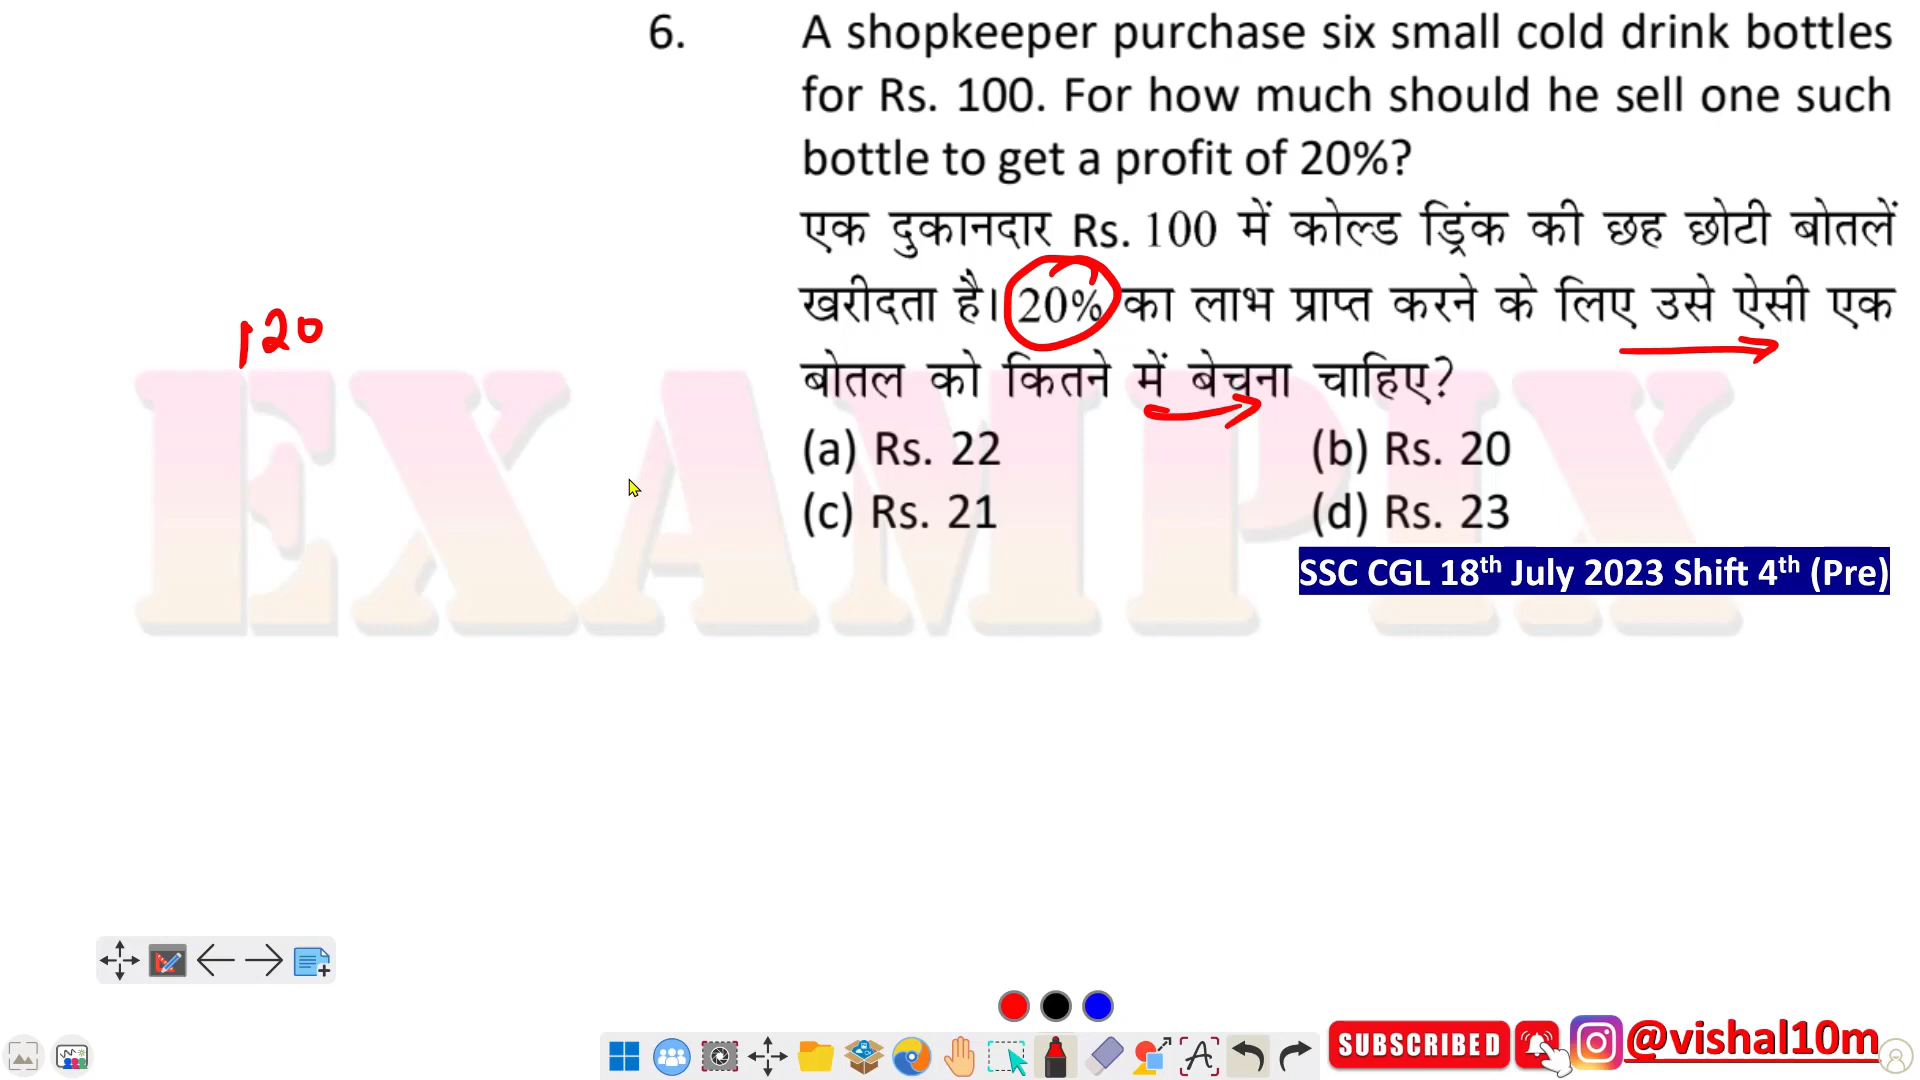 6. A shopkeeper purchase six small cold drink bottles
for Rs. 100. For how much should he sell one such
bottle to get a profit of 20%?
एक दुकानदार Rs. 100 में कोल्ड ड्रिंक की छह छोटी बोतलें
खरीदता है। 20% का लाभ प्राप्त करने के लिए उसे ऐसी एक
बोतल को कितने में बेचना चाहिए?
120
(a) Rs. 22 (b) Rs. 20
(c) Rs. 21 (d) Rs. 23
SSC CGL 18th July 2023 Shift 4th (Pre)
EXAMPIX
SUBSCRIBED @vishal10m